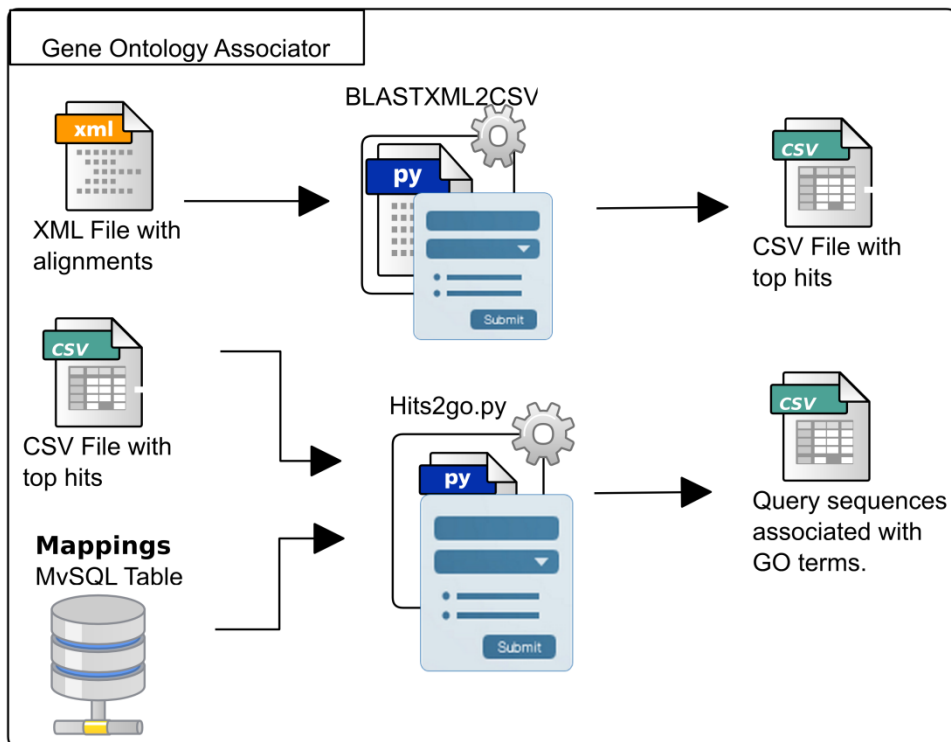 Gene Ontology Associator
BLASTXML2CSV
xml
py
Submit
CSV
XML File with
alignments
CSV File with
top hits
CSV
CSV File with
top hits
Hits2go.py
py
Submit
CSV
Query sequences
associated with
GO terms.
Mappings
MvSQL Table